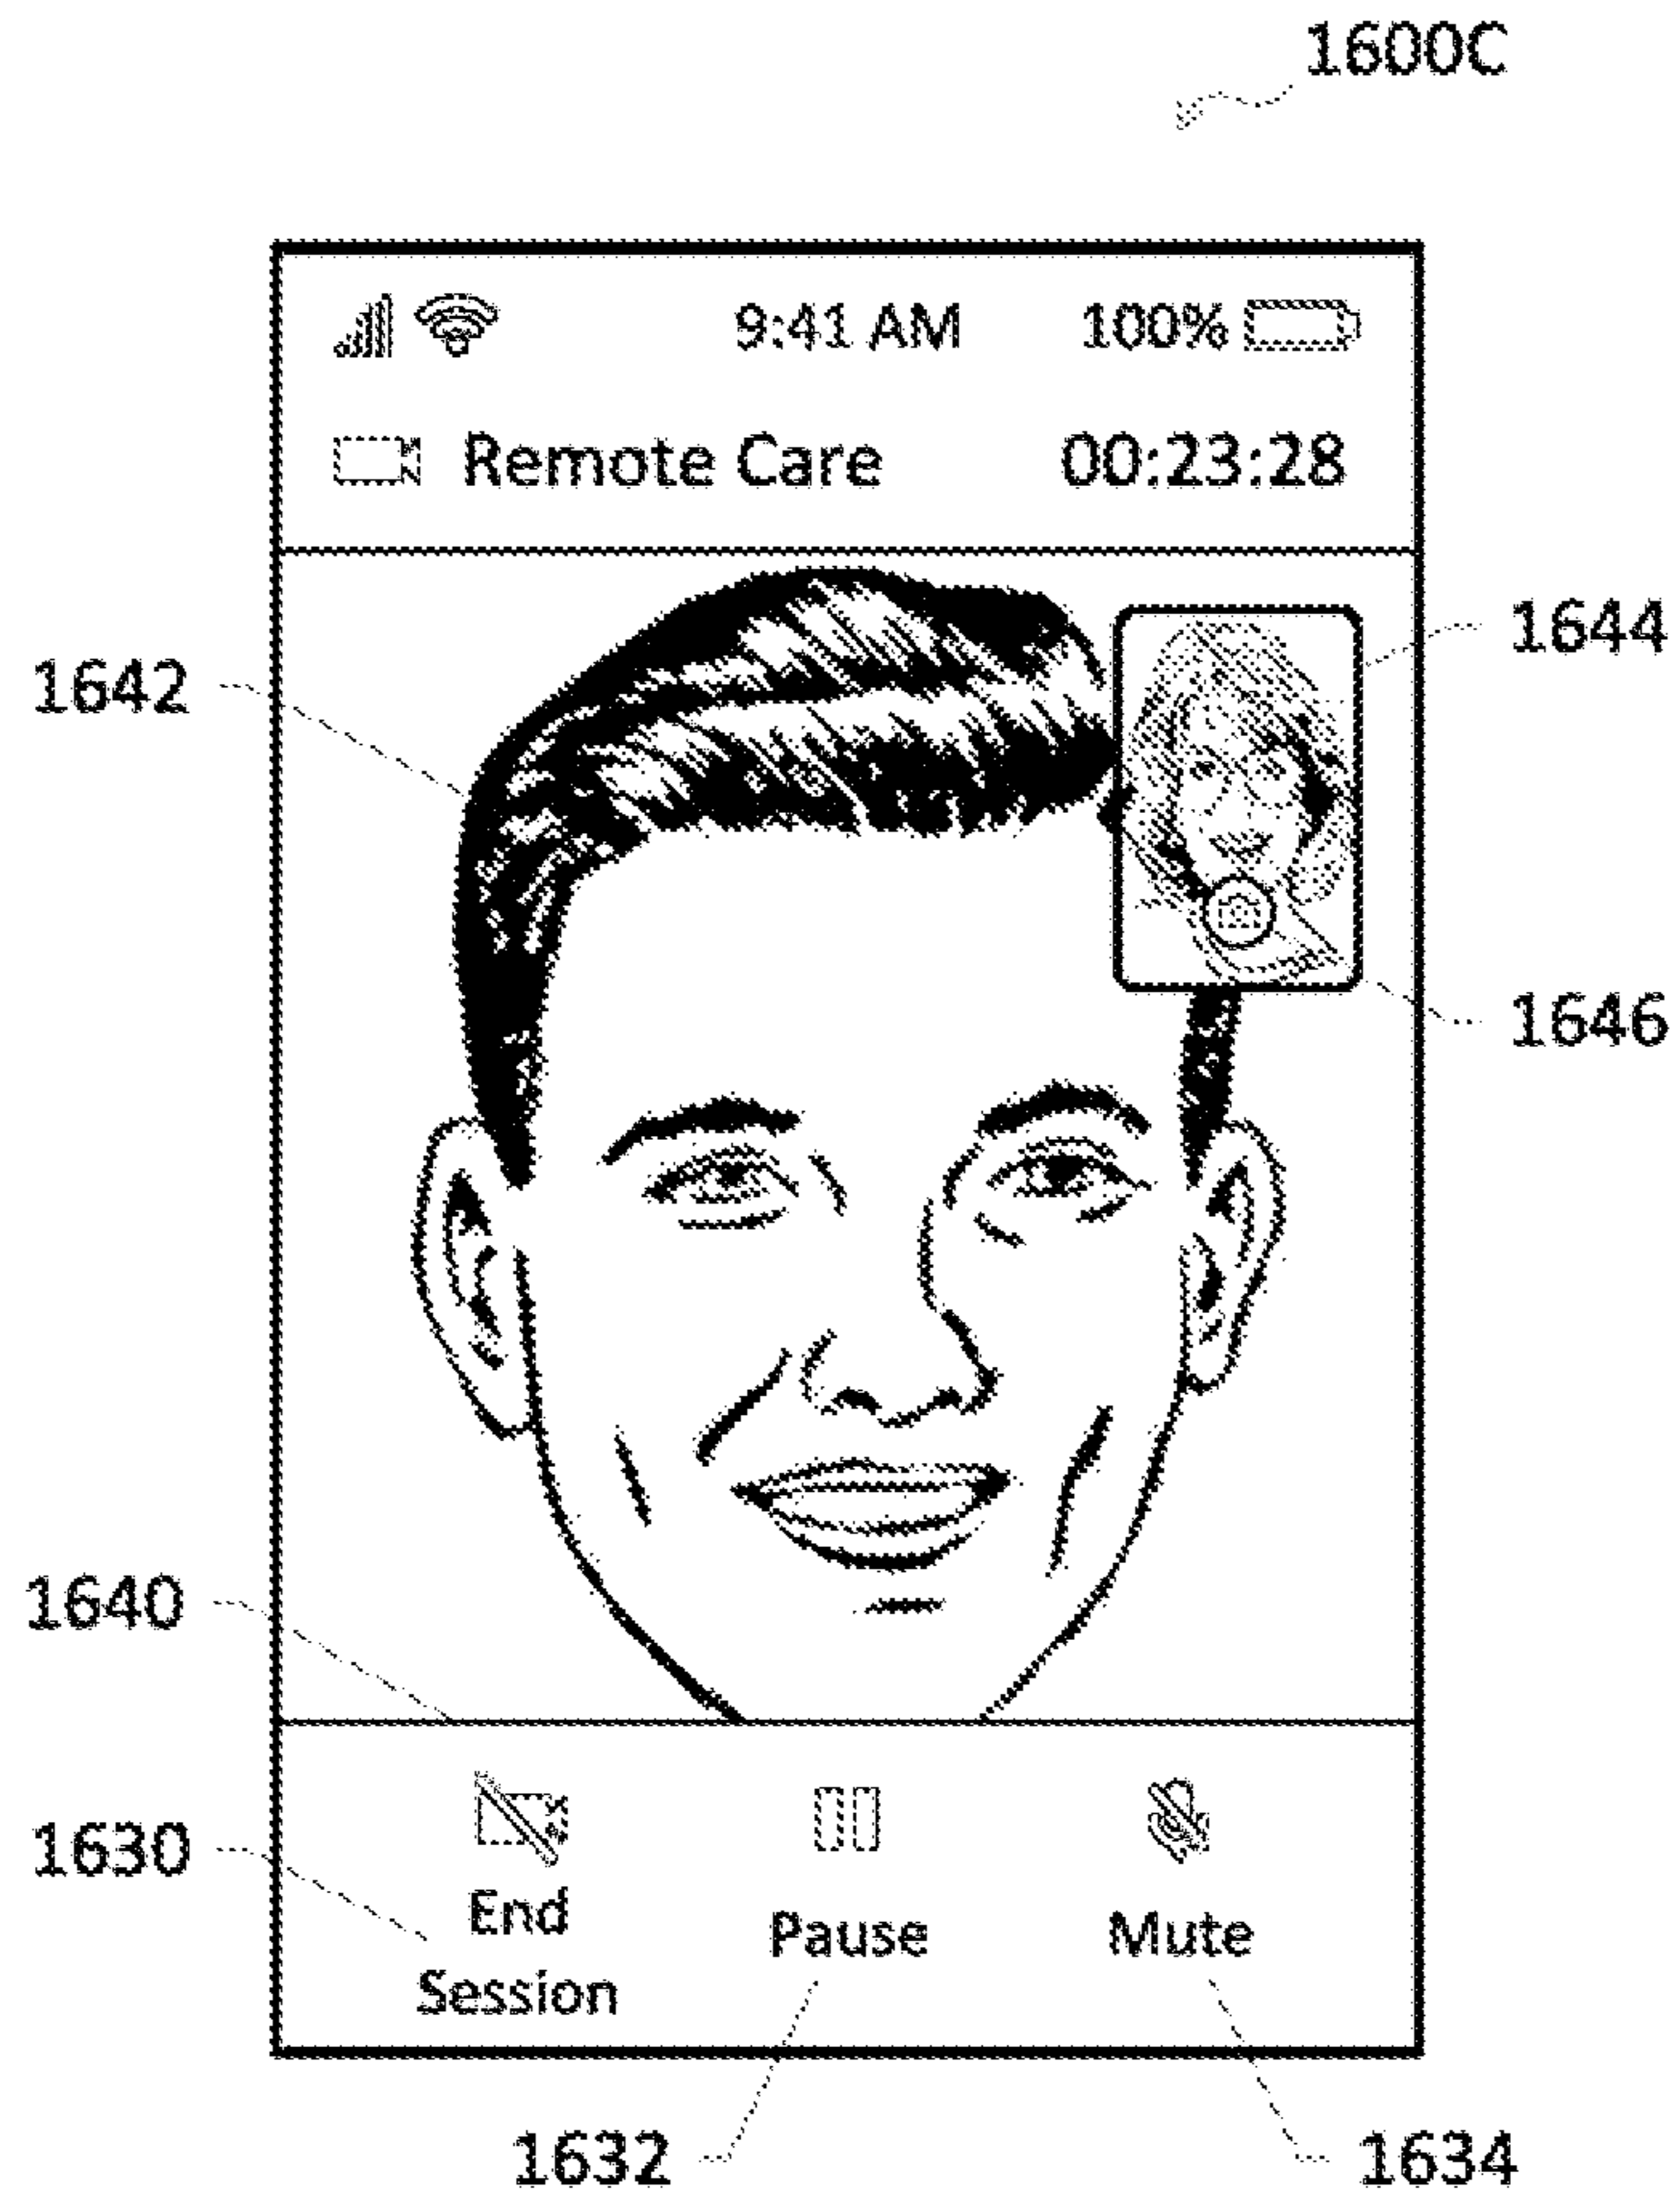 1600C
9:41 AM 100%
Remote Care 00:23:28
1644
1642
1646
1640
1630
End
Session
Pause
Mute
1632
1634